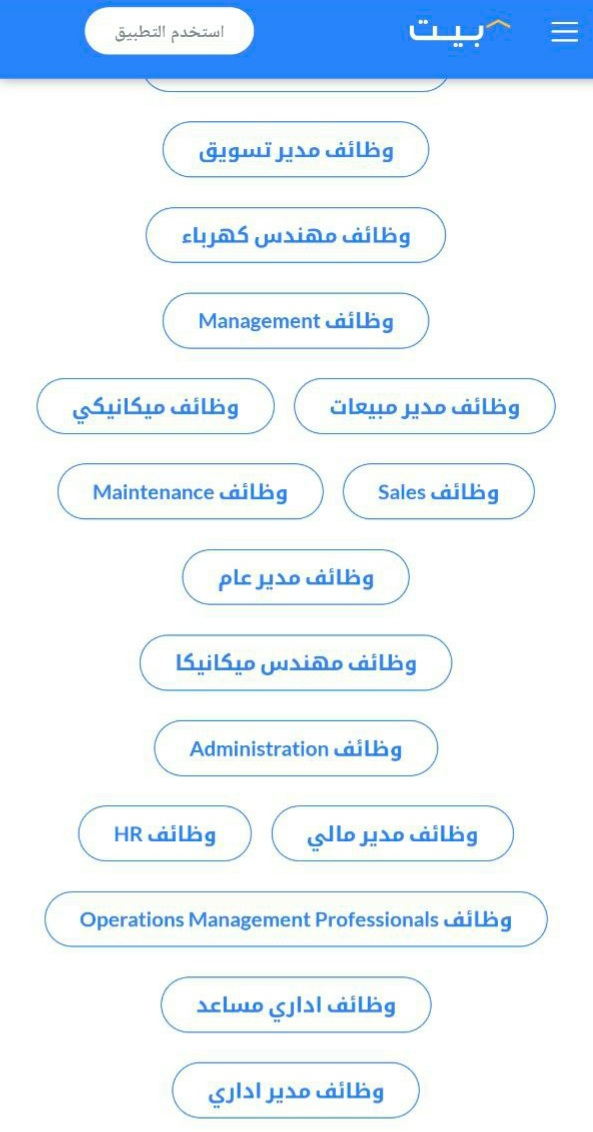 بيت استخدم التطبيق
وظائف مدير تسويق
وظائف مهندس كهرباء
وظائف Management
وظائف مدير مبيعات وظائف ميكانيكي
وظائف Sales وظائف Maintenance
وظائف مدير عام
وظائف مهندس ميكانيكا
وظائف Administration
وظائف مدير مالي وظائف HR
وظائف Operations Management Professionals
وظائف اداري مساعد
وظائف مدير اداري